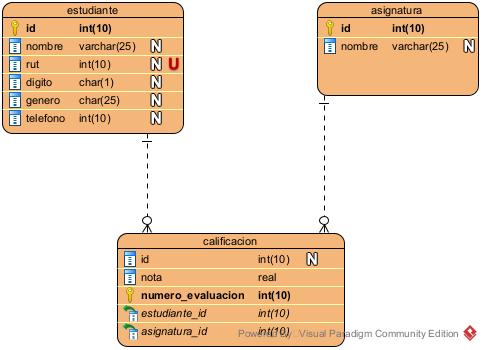 estudiante
id int(10)
nombre varchar(25) N
rut int(10) N U
digito char(1) N
genero char(25) N
telefono int(10) N
asignatura
id int(10)
nombre varchar(25) N
calificacion
id int(10) N
nota real
numero_evaluacion int(10)
estudiante_id int(10)
asignatura_id int(10)
Powered by Visual Paradigm Community Edition